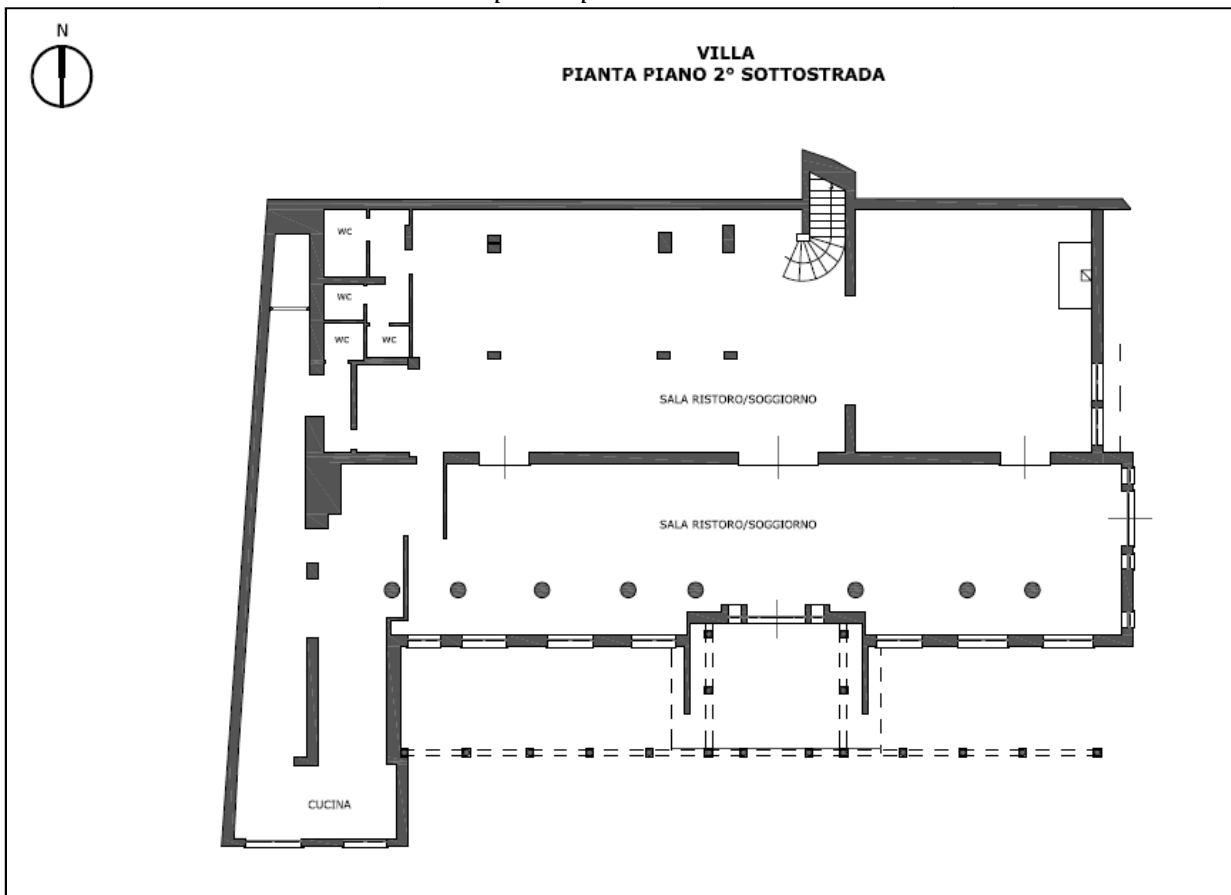 N
VILLA
PIANTA PIANO 2° SOTTOSTRADA
WC
WC
WC
WC
SALA RISTORO/SOGGIORNO
SALA RISTORO/SOGGIORNO
CUCINA